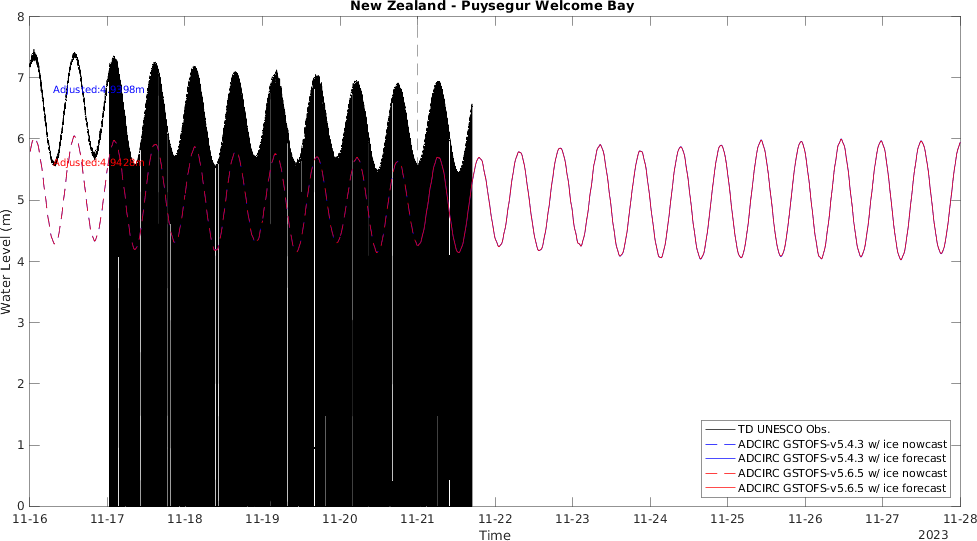 New Zealand - Puysegur Welcome Bay
8
7
6
5
4
3
2
1
0
Water Level (m)
11-16 11-17 11-18 11-19 11-20 11-21 11-22 11-23 11-24 11-25 11-26 11-27 11-28
Time
2023
TD UNESCO Obs.
ADCIRC GSTOFS-v5.4.3 w/ ice nowcast
ADCIRC GSTOFS-v5.4.3 w/ ice forecast
ADCIRC GSTOFS-v5.6.5 w/ ice nowcast
ADCIRC GSTOFS-v5.6.5 w/ ice forecast